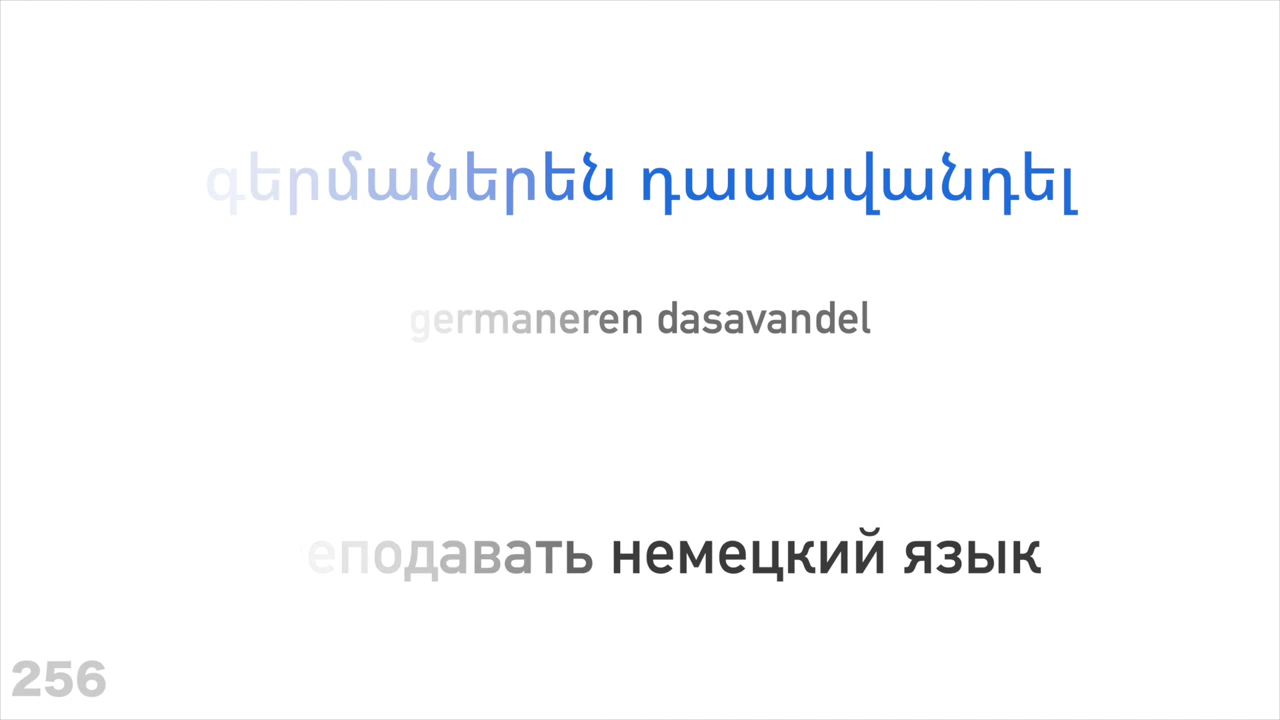 գերմաներեն դասավանդել
germaneren dasavandel
немецкий язык
256